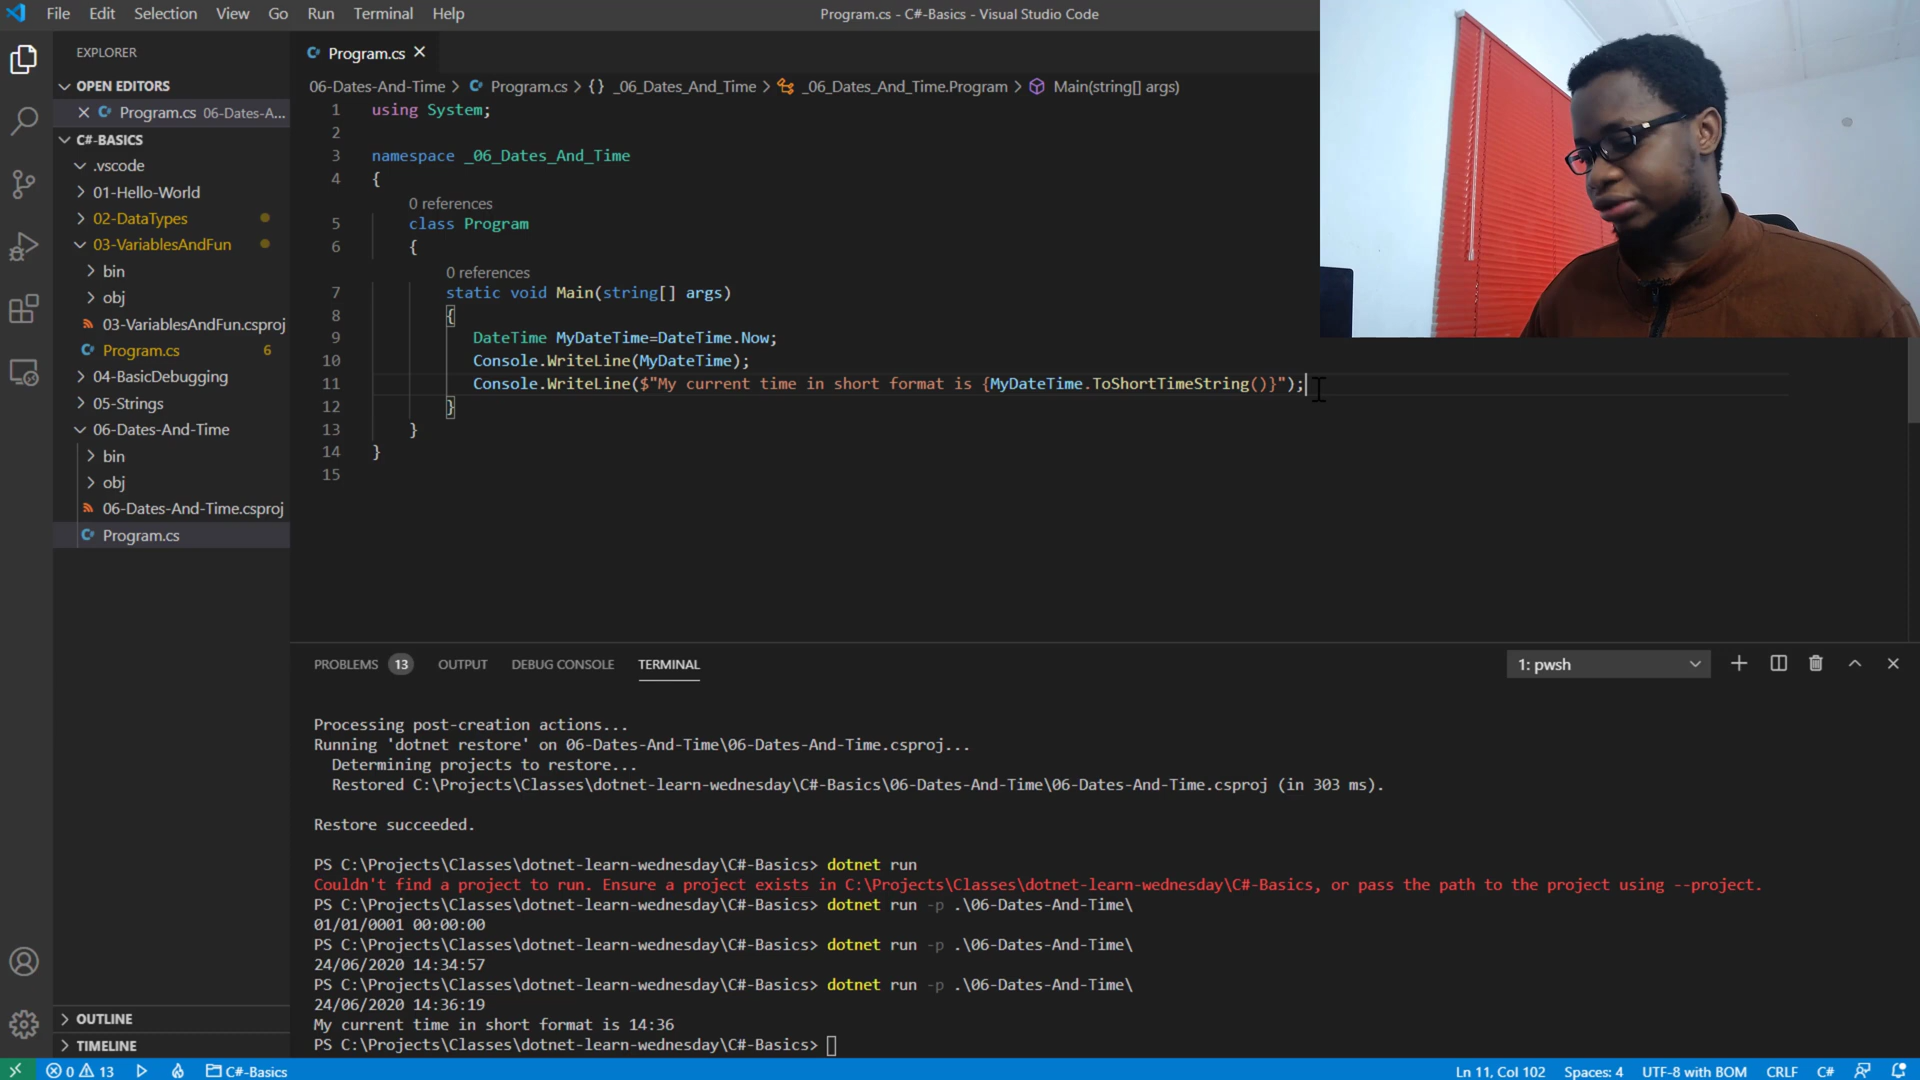 File Edit Selection View Go Run Terminal Help
Program.cs - C#-Basics - Visual Studio Code
EXPLORER
OPEN EDITORS
Program.cs 06-Dates-A...
C#-BASICS
.vscode
01-Hello-World
02-DataTypes
03-VariablesAndFun
bin
obj
03-VariablesAndFun.csproj
Program.cs 6
04-BasicDebugging
05-Strings
06-Dates-And-Time
bin
obj
06-Dates-And-Time.csproj
Program.cs
OUTLINE
TIMELINE
Program.cs
06-Dates-And-Time > Program.cs > {} _06_Dates_And_Time > _06_Dates_And_Time.Program > Main(string[] args)
1 using System;
2
3 namespace _06_Dates_And_Time
4 {
0 references
5 class Program
6 {
0 references
7 static void Main(string[] args)
8 {
9 DateTime MyDateTime=DateTime.Now;
10 Console.WriteLine(MyDateTime);
11 Console.WriteLine($"My current time in short format is {MyDateTime.ToShortTimeString()}");
12 }
13 }
14 }
15
PROBLEMS 13 OUTPUT DEBUG CONSOLE TERMINAL
1: pwsh
Processing post-creation actions...
Running 'dotnet restore' on 06-Dates-And-Time\06-Dates-And-Time.csproj...
Determining projects to restore...
Restored C:\Projects\Classes\dotnet-learn-wednesday\C#-Basics\06-Dates-And-Time\06-Dates-And-Time.csproj (in 303 ms).
Restore succeeded.
PS C:\Projects\Classes\dotnet-learn-wednesday\C#-Basics> dotnet run
Couldn't find a project to run. Ensure a project exists in C:\Projects\Classes\dotnet-learn-wednesday\C#-Basics, or pass the path to the project using --project.
PS C:\Projects\Classes\dotnet-learn-wednesday\C#-Basics> dotnet run -p .\06-Dates-And-Time\
01/01/0001 00:00:00
PS C:\Projects\Classes\dotnet-learn-wednesday\C#-Basics> dotnet run -p .\06-Dates-And-Time\
24/06/2020 14:34:57
PS C:\Projects\Classes\dotnet-learn-wednesday\C#-Basics> dotnet run -p .\06-Dates-And-Time\
24/06/2020 14:36:19
My current time in short format is 14:36
PS C:\Projects\Classes\dotnet-learn-wednesday\C#-Basics>
0 13 C#-Basics
Ln 11, Col 102 Spaces: 4 UTF-8 with BOM CRLF C#